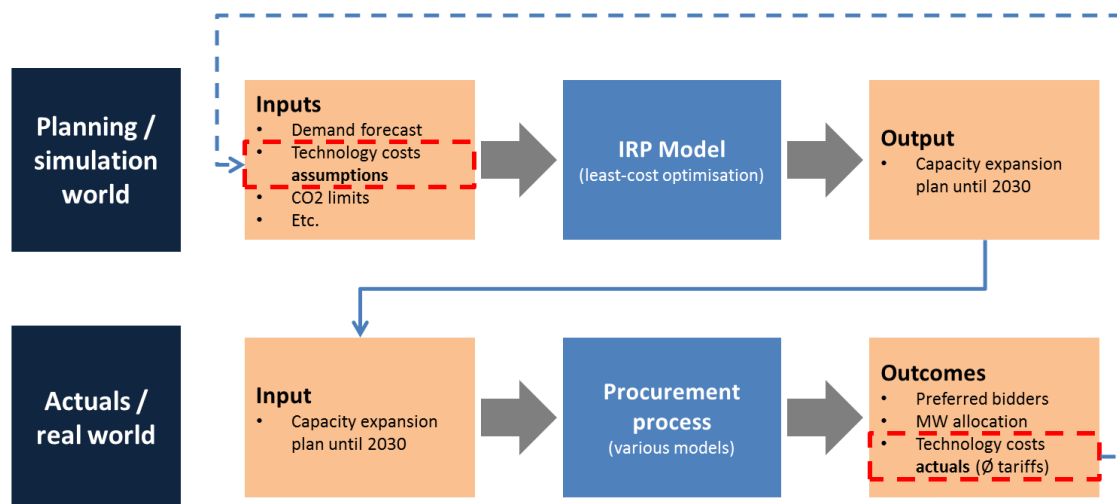 Planning /
simulation
world
Inputs
• Demand forecast
• Technology costs
assumptions
• CO2 limits
• Etc.
IRP Model
(least-cost optimisation)
Output
• Capacity expansion
plan until 2030
Actuals /
real world
Input
• Capacity expansion
plan until 2030
Procurement
process
(various models)
Outcomes
• Preferred bidders
• MW allocation
• Technology costs
actuals (Ø tariffs)